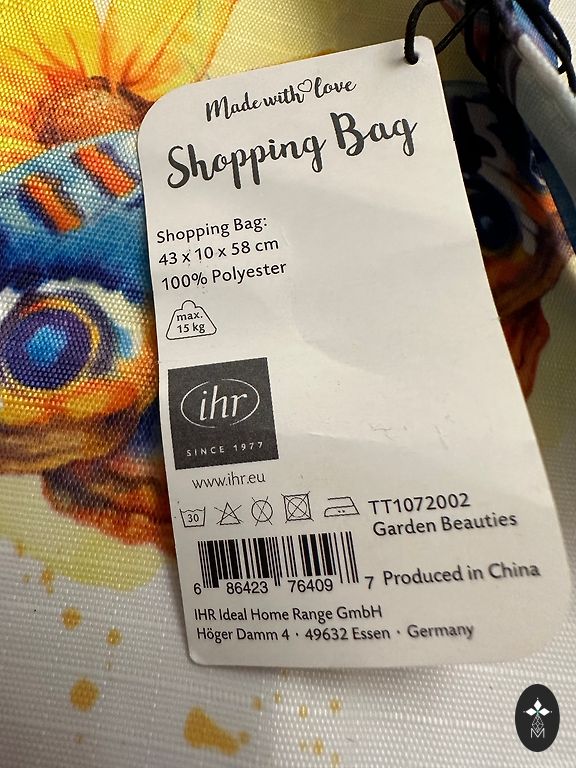 Made with love
Shopping Bag
Shopping Bag:
43 x 10 x 58 cm
100% Polyester
max.
15 kg
ihr
SINCE 1977
www.ihr.eu
30
TT1072002
Garden Beauties
6 86423 76409 7
Produced in China
IHR Ideal Home Range GmbH
Höger Damm 4 · 49632 Essen · Germany
M